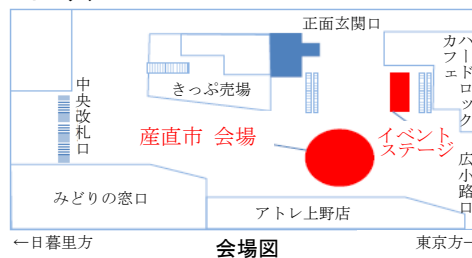 正面玄関口
ハードロック
カフェ
きっぷ売場
中央改札口
産直市 会場
イベント
ステージ
広小路口
みどりの窓口
アトレ上野店
←日暮里方
会場図
東京方